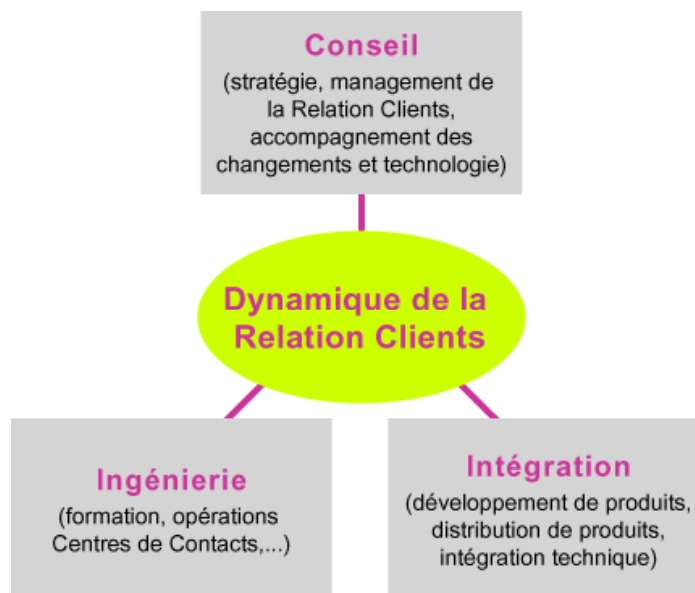 Conseil
(stratégie, management de
la Relation Clients,
accompagnement des
changements et technologie)
Dynamique de la
Relation Clients
Ingénierie
(formation, opérations
Centres de Contacts,...)
Intégration
(développement de produits,
distribution de produits,
intégration technique)